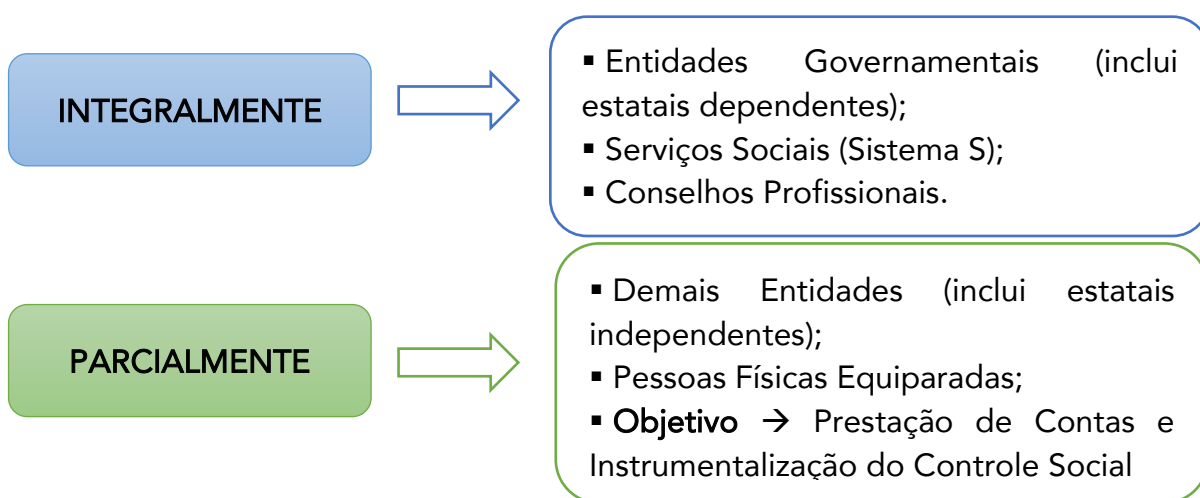 INTEGRALMENTE
▪ Entidades Governamentais (inclui
estatais dependentes);
▪ Serviços Sociais (Sistema S);
▪ Conselhos Profissionais.
PARCIALMENTE
▪ Demais Entidades (inclui estatais
independentes);
▪ Pessoas Físicas Equiparadas;
▪ Objetivo → Prestação de Contas e
Instrumentalização do Controle Social